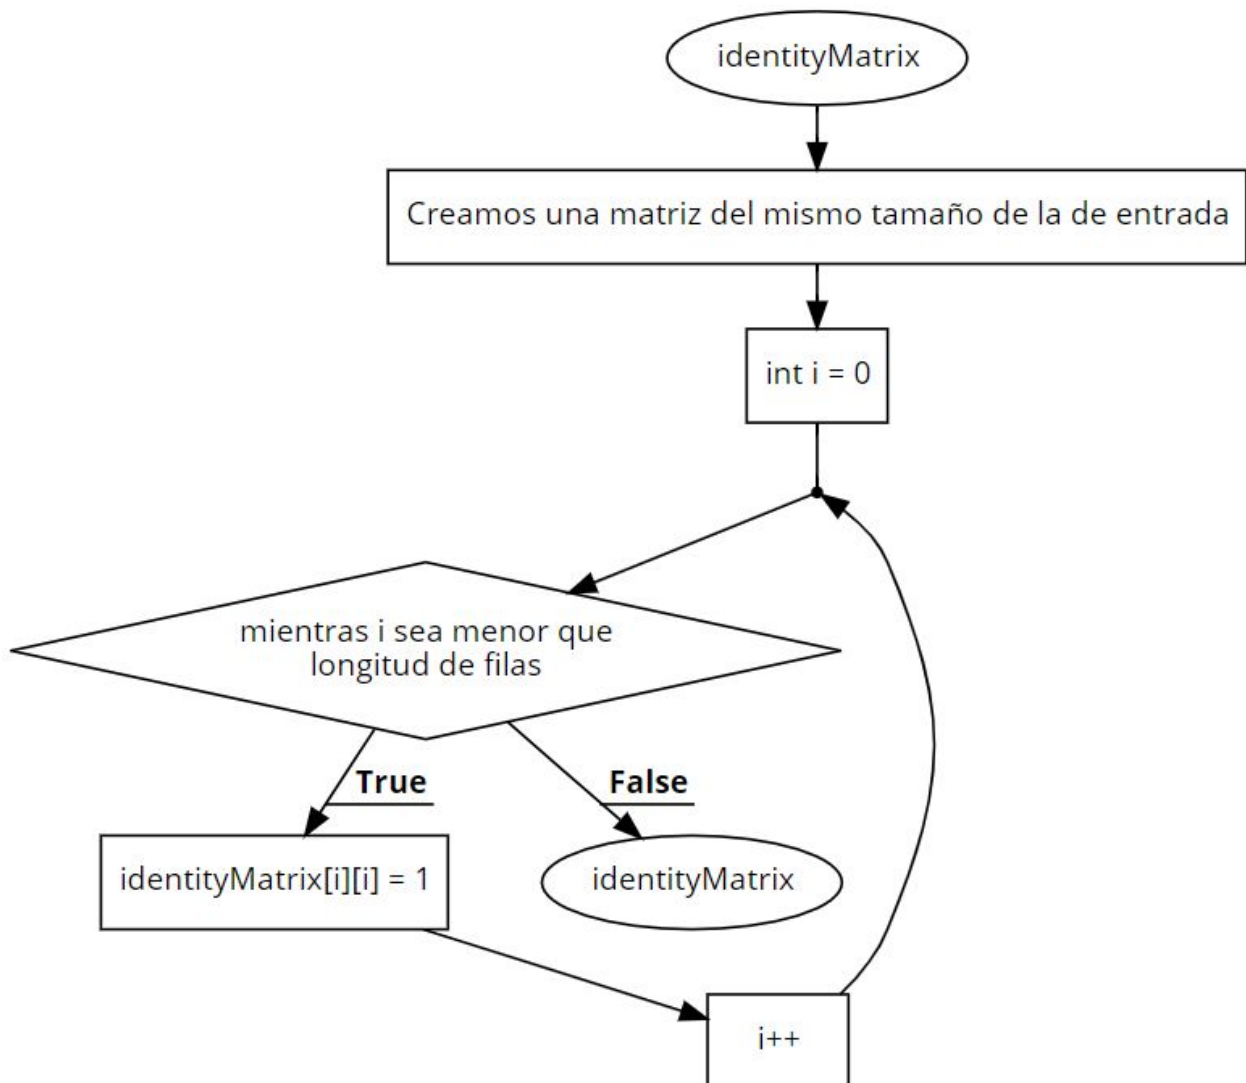 identityMatrix
Creamos una matriz del mismo tamaño de la de entrada
int i = 0
mientras i sea menor que
longitud de filas
True
False
identityMatrix[i][i] = 1
identityMatrix
i++